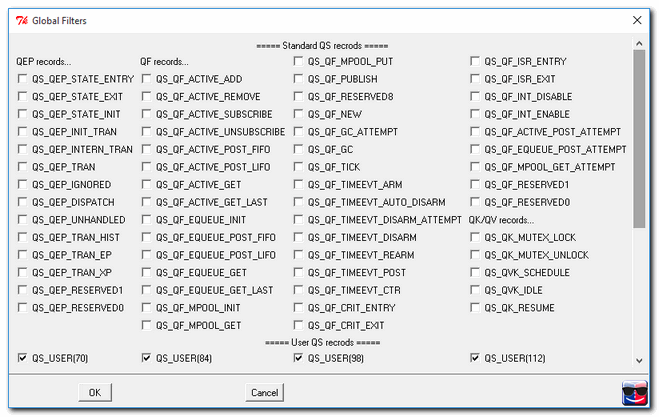 Global Filters
===== Standard QS recrods =====
QEP records...
QS_QEP_STATE_ENTRY
QS_QEP_STATE_EXIT
QS_QEP_STATE_INIT
QS_QEP_INIT_TRAN
QS_QEP_INTERN_TRAN
QS_QEP_TRAN
QS_QEP_IGNORED
QS_QEP_DISPATCH
QS_QEP_UNHANDLED
QS_QEP_TRAN_HIST
QS_QEP_TRAN_EP
QS_QEP_TRAN_XP
QS_QEP_RESERVED1
QS_QEP_RESERVED0
QF records...
QS_QF_ACTIVE_ADD
QS_QF_ACTIVE_REMOVE
QS_QF_ACTIVE_SUBSCRIBE
QS_QF_ACTIVE_UNSUBSCRIBE
QS_QF_ACTIVE_POST_FIFO
QS_QF_ACTIVE_POST_LIFO
QS_QF_ACTIVE_GET
QS_QF_ACTIVE_GET_LAST
QS_QF_EQUEUE_INIT
QS_QF_EQUEUE_POST_FIFO
QS_QF_EQUEUE_POST_LIFO
QS_QF_EQUEUE_GET
QS_QF_EQUEUE_GET_LAST
QS_QF_MPOOL_INIT
QS_QF_MPOOL_GET
QS_QF_MPOOL_PUT
QS_QF_PUBLISH
QS_QF_RESERVED8
QS_QF_NEW
QS_QF_GC_ATTEMPT
QS_QF_GC
QS_QF_TICK
QS_QF_TIMEEVT_ARM
QS_QF_TIMEEVT_AUTO_DISARM
QS_QF_TIMEEVT_DISARM_ATTEMPT
QS_QF_TIMEEVT_DISARM
QS_QF_TIMEEVT_REARM
QS_QF_TIMEEVT_POST
QS_QF_TIMEEVT_CTR
QS_QF_CRIT_ENTRY
QS_QF_CRIT_EXIT
QS_QF_ISR_ENTRY
QS_QF_ISR_EXIT
QS_QF_INT_DISABLE
QS_QF_INT_ENABLE
QS_QF_ACTIVE_POST_ATTEMPT
QS_QF_EQUEUE_POST_ATTEMPT
QS_QF_MPOOL_GET_ATTEMPT
QS_QF_RESERVED1
QS_QF_RESERVED0
QK/QV records...
QS_QK_MUTEX_LOCK
QS_QK_MUTEX_UNLOCK
QS_QVK_SCHEDULE
QS_QVK_IDLE
QS_QK_RESUME
===== User QS recrods =====
QS_USER(70)
QS_USER(84)
QS_USER(98)
QS_USER(112)
OK
Cancel